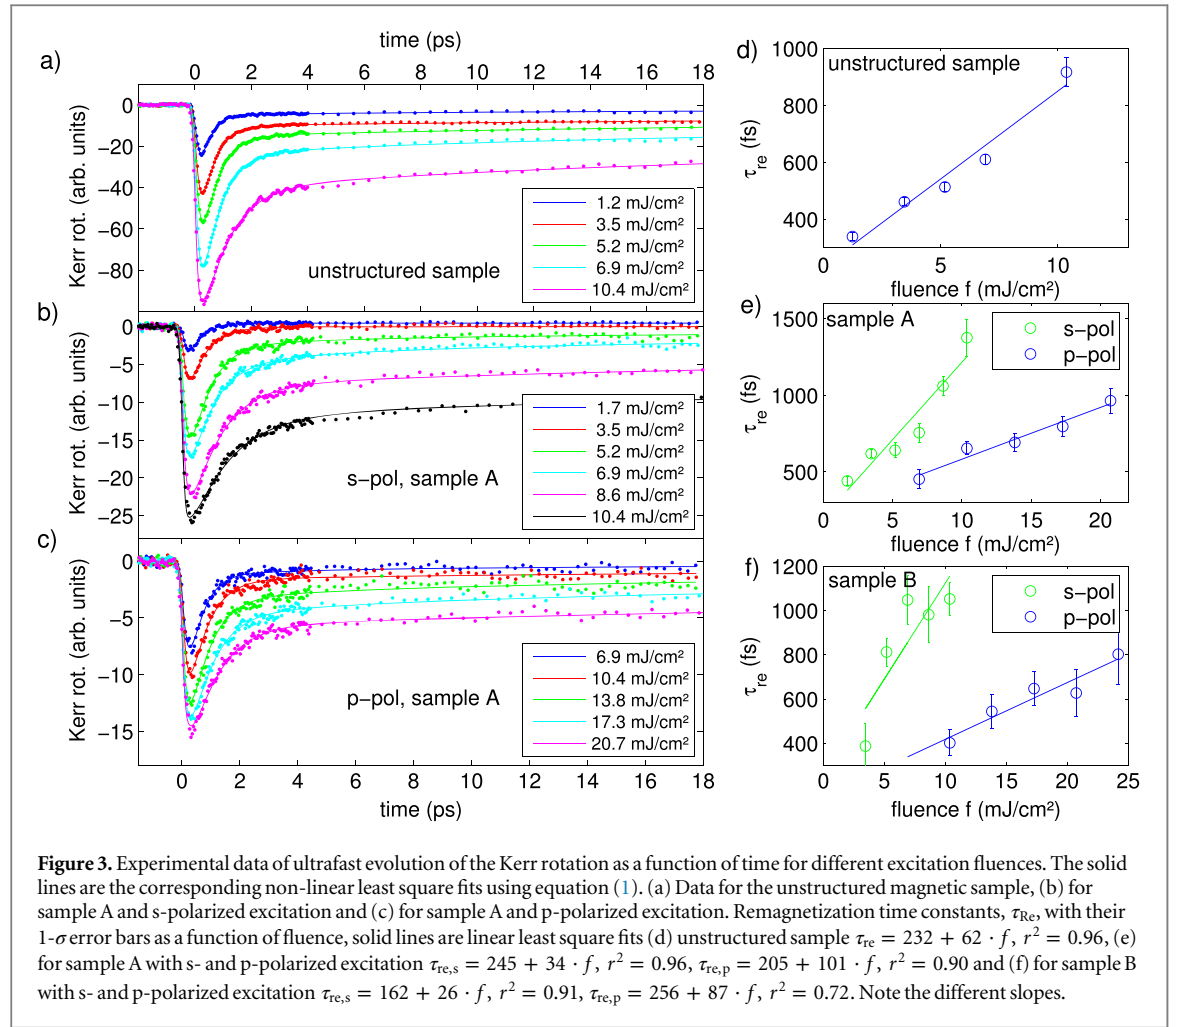 time (ps)
a)
0 2 4 6 8 10 12 14 16 18
Kerr rot. (arb. units)
0
−20
−40
−60
−80
unstructured sample
1.2 mJ/cm²
3.5 mJ/cm²
5.2 mJ/cm²
6.9 mJ/cm²
10.4 mJ/cm²
b)
Kerr rot. (arb. units)
0
−5
−10
−15
−20
−25
s−pol, sample A
1.7 mJ/cm²
3.5 mJ/cm²
5.2 mJ/cm²
6.9 mJ/cm²
8.6 mJ/cm²
10.4 mJ/cm²
c)
Kerr rot. (arb. units)
0
−5
−10
−15
p−pol, sample A
6.9 mJ/cm²
10.4 mJ/cm²
13.8 mJ/cm²
17.3 mJ/cm²
20.7 mJ/cm²
0 2 4 6 8 10 12 14 16 18
time (ps)
d)
unstructured sample
τre (fs)
1000
800
600
400
0 5 10
fluence f (mJ/cm²)
e)
sample A
s−pol
p−pol
τre (fs)
1500
1000
500
0 5 10 15 20
fluence f (mJ/cm²)
f)
sample B
s−pol
p−pol
τre (fs)
1200
1000
800
600
400
0 5 10 15 20 25
fluence f (mJ/cm²)
Figure 3. Experimental data of ultrafast evolution of the Kerr rotation as a function of time for different excitation fluences. The solid
lines are the corresponding non-linear least square fits using equation (1). (a) Data for the unstructured magnetic sample, (b) for
sample A and s-polarized excitation and (c) for sample A and p-polarized excitation. Remagnetization time constants, τRe, with their
1-σ error bars as a function of fluence, solid lines are linear least square fits (d) unstructured sample τre = 232 + 62 · f, r² = 0.96, (e)
for sample A with s- and p-polarized excitation τre,s = 245 + 34 · f, r² = 0.96, τre,p = 205 + 101 · f, r² = 0.90 and (f) for sample B
with s- and p-polarized excitation τre,s = 162 + 26 · f, r² = 0.91, τre,p = 256 + 87 · f, r² = 0.72. Note the different slopes.